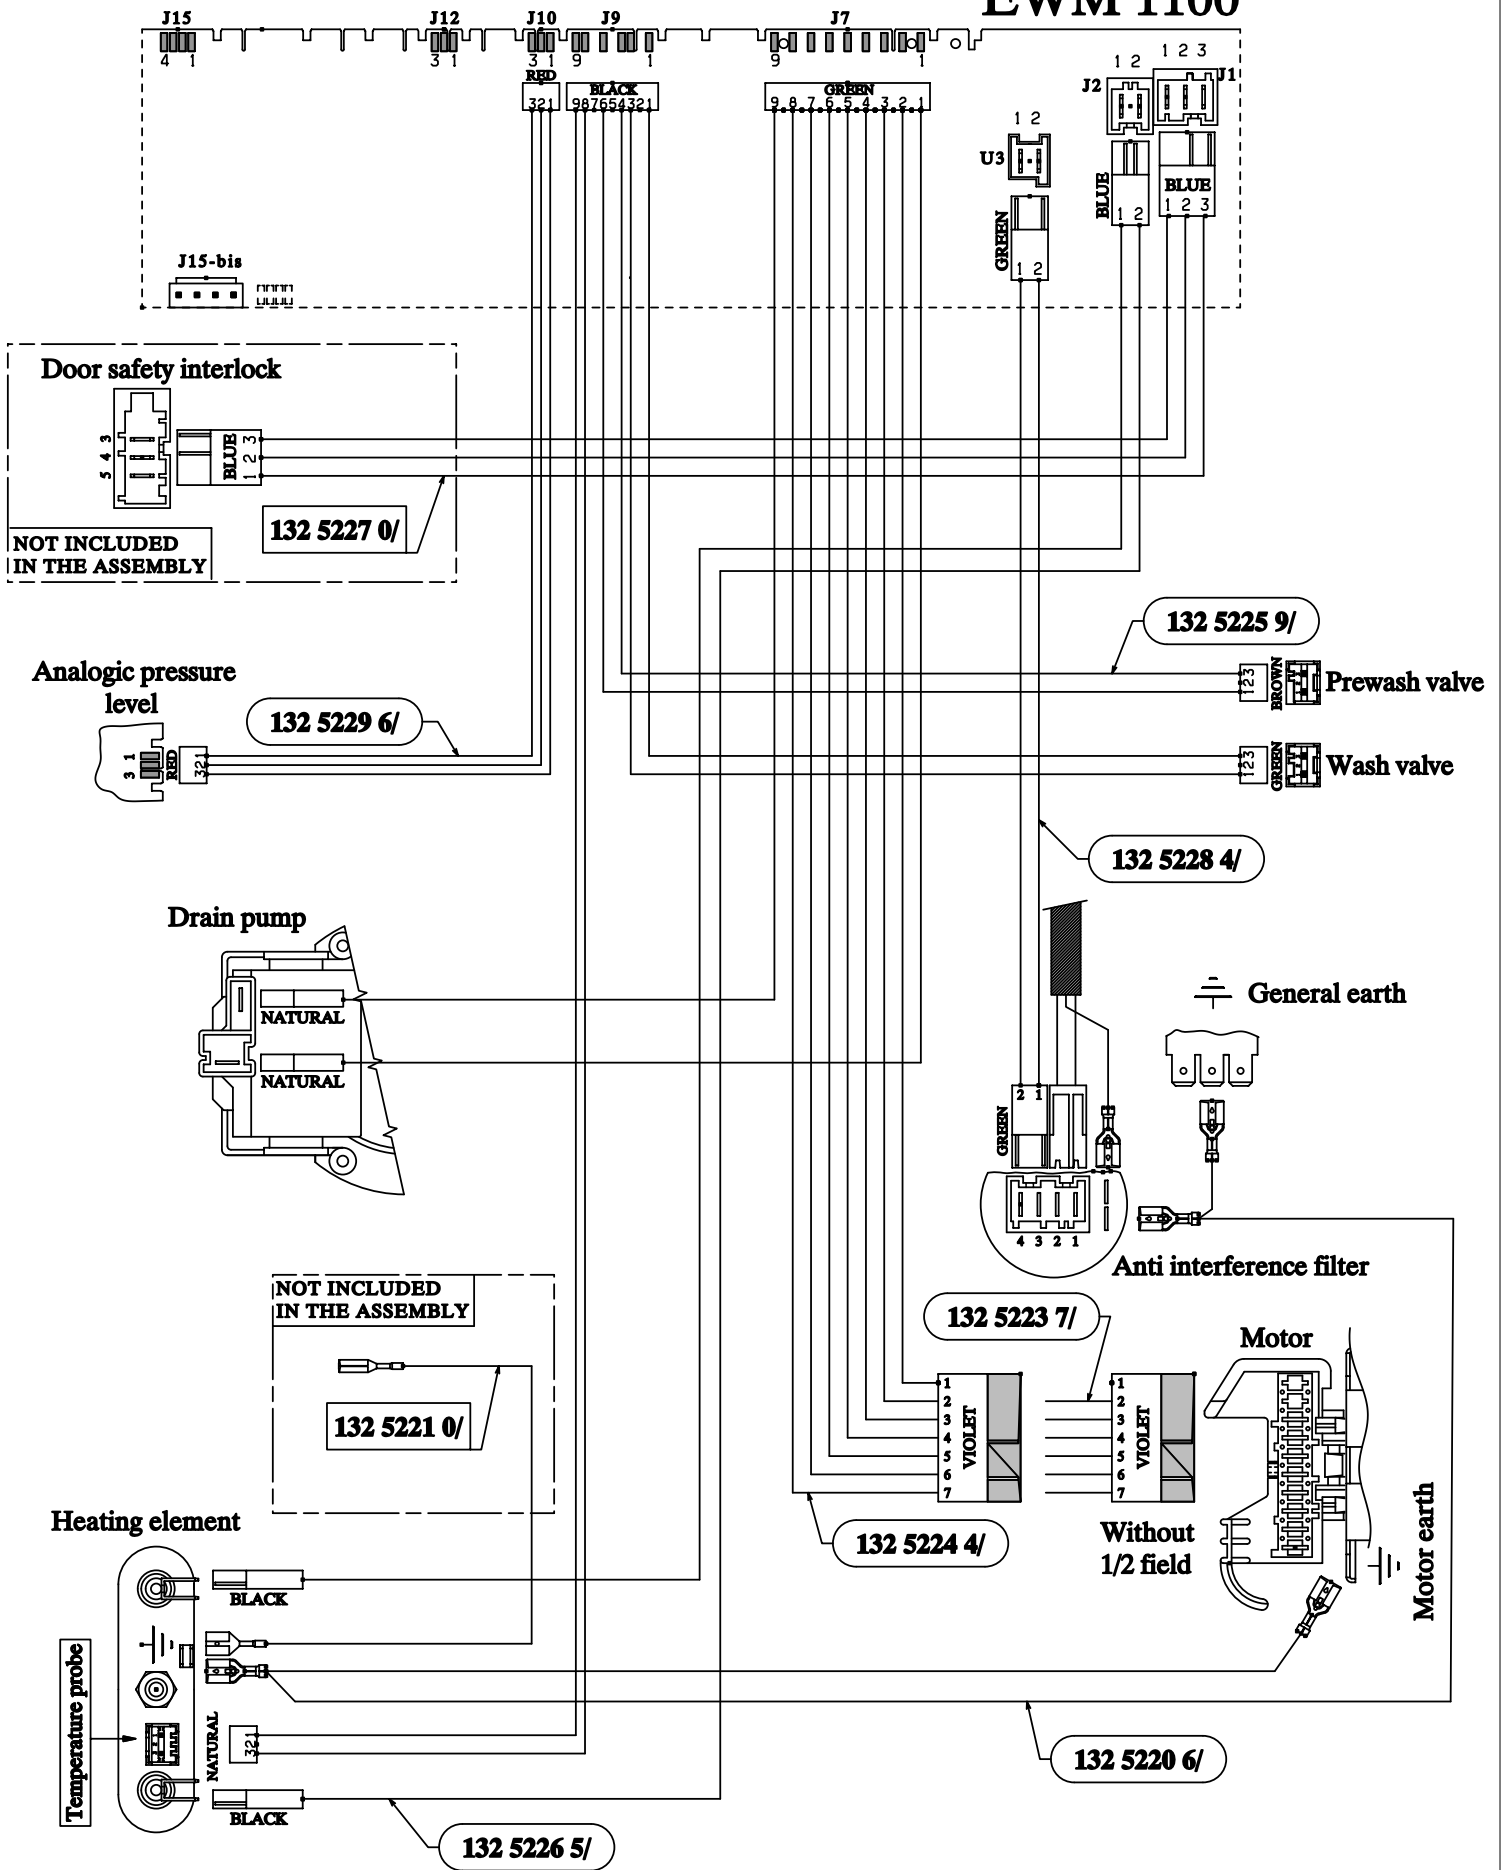 EWM 1100
J15
J12
J10
J9
J7
4 1
3 1
3 1
9 1
9 1
RED
321
BLACK
987654321
GREEN
9 8 7 6 5 4 3 2 1
1 2
J2
1 2 3
J1
1 2
U3
BLUE
1 2
BLUE
1 2 3
GREEN
1 2
J15-bis
Door safety interlock
3
4
5
BLUE
3
2
1
132 5227 0/
NOT INCLUDED
IN THE ASSEMBLY
132 5225 9/
Analogic pressure
level
1
3
RED
321
132 5229 6/
123
BROWN
Prewash valve
123
GREEN
Wash valve
132 5228 4/
Drain pump
NATURAL
NATURAL
General earth
GREEN
2 1
4 3 2 1
Anti interference filter
NOT INCLUDED
IN THE ASSEMBLY
132 5221 0/
132 5223 7/
Motor
1
2
3
4
5
6
7
VIOLET
1
2
3
4
5
6
7
VIOLET
132 5224 4/
Without
1/2 field
Motor earth
Heating element
BLACK
Temperature probe
NATURAL
321
BLACK
132 5220 6/
132 5226 5/